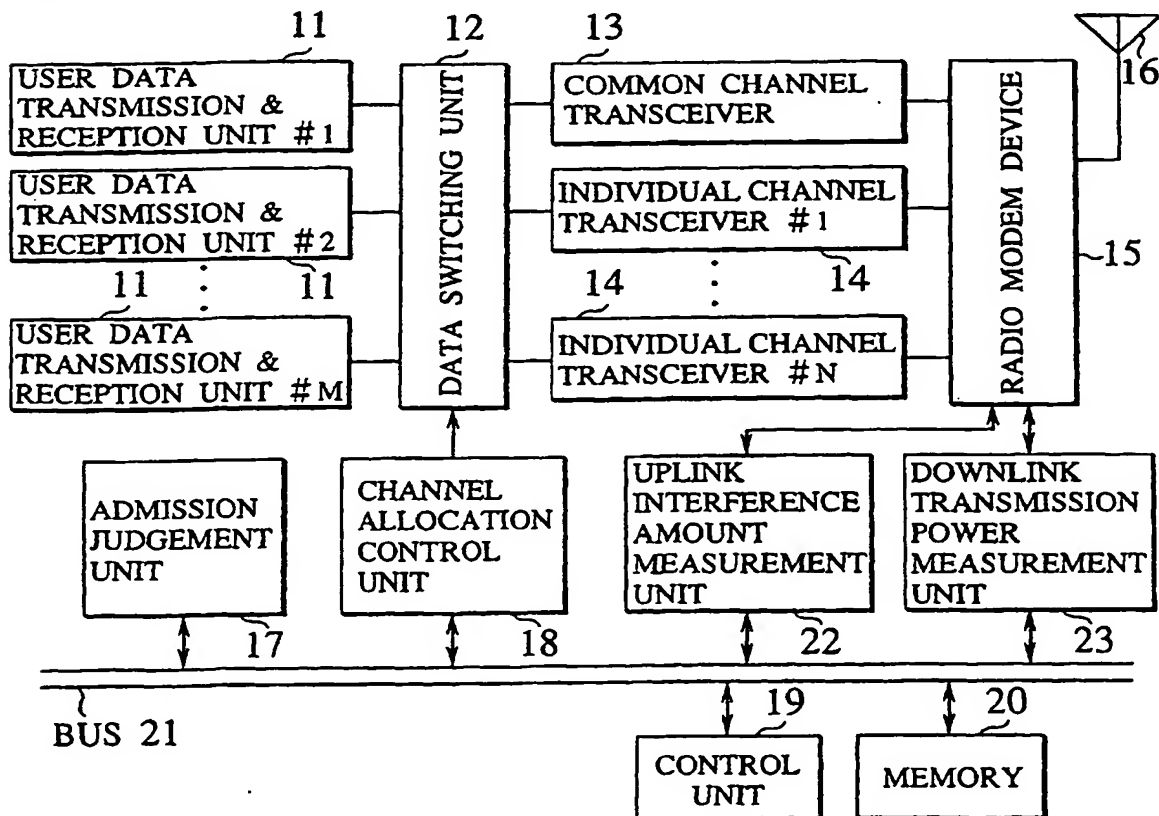 11
12
13
16
USER DATA
TRANSMISSION &
RECEPTION UNIT #1
DATA SWITCHING UNIT
COMMON CHANNEL
TRANSCEIVER
RADIO MODEM DEVICE
USER DATA
TRANSMISSION &
RECEPTION UNIT #2
INDIVIDUAL CHANNEL
TRANSCEIVER #1
15
11
11
14
14
USER DATA
TRANSMISSION &
RECEPTION UNIT #M
INDIVIDUAL CHANNEL
TRANSCEIVER #N
ADMISSION
JUDGEMENT
UNIT
CHANNEL
ALLOCATION
CONTROL
UNIT
UPLINK
INTERFERENCE
AMOUNT
MEASUREMENT
UNIT
DOWNLINK
TRANSMISSION
POWER
MEASUREMENT
UNIT
17
18
22
23
BUS 21
19
20
CONTROL
UNIT
MEMORY